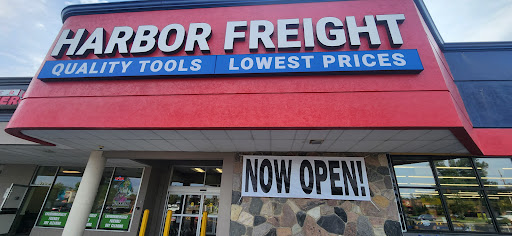 HARBOR FREIGHT
QUALITY TOOLS LOWEST PRICES
NOW OPEN!